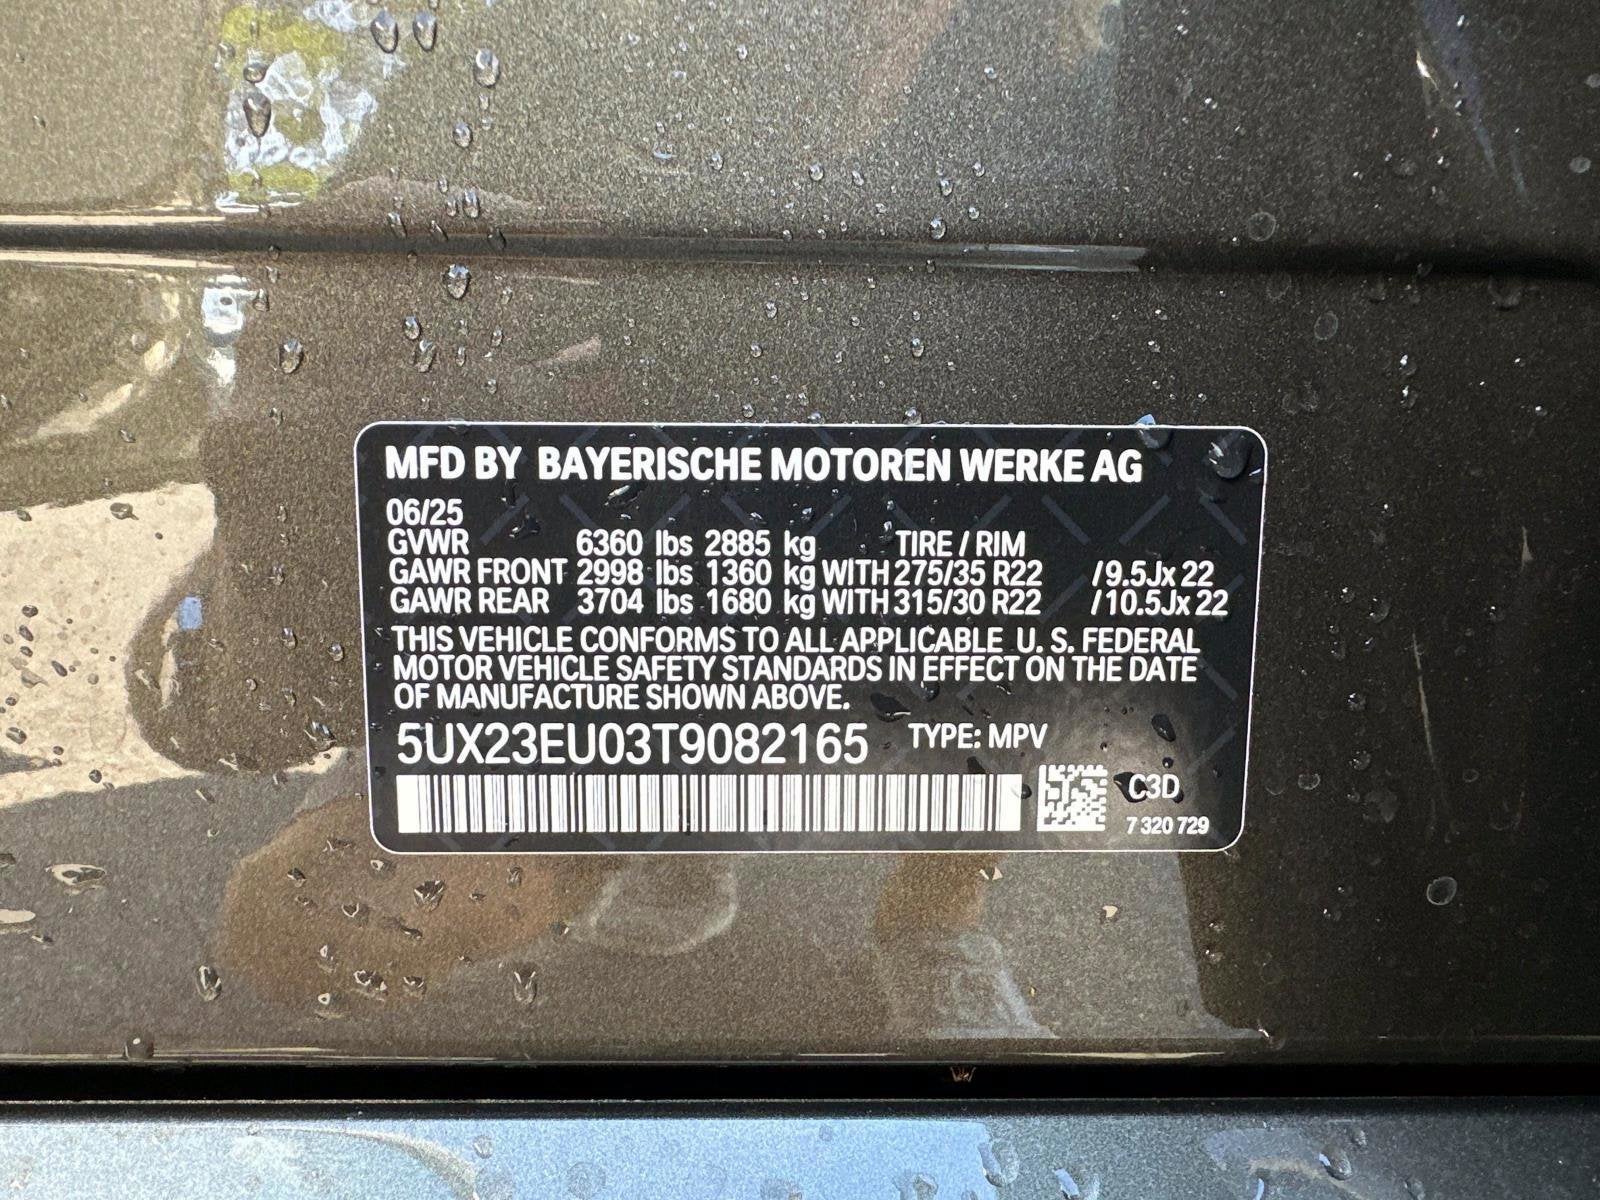 MFD BY BAYERISCHE MOTOREN WERKE AG
06/25
GVWR 6360 lbs 2885 kg TIRE / RIM
GAWR FRONT 2998 lbs 1360 kg WITH 275/35 R22 /9.5Jx 22
GAWR REAR 3704 lbs 1680 kg WITH 315/30 R22 /10.5Jx 22
THIS VEHICLE CONFORMS TO ALL APPLICABLE U. S. FEDERAL
MOTOR VEHICLE SAFETY STANDARDS IN EFFECT ON THE DATE
OF MANUFACTURE SHOWN ABOVE.
5UX23EU03T9082165 TYPE: MPV
C3D
7 320 729